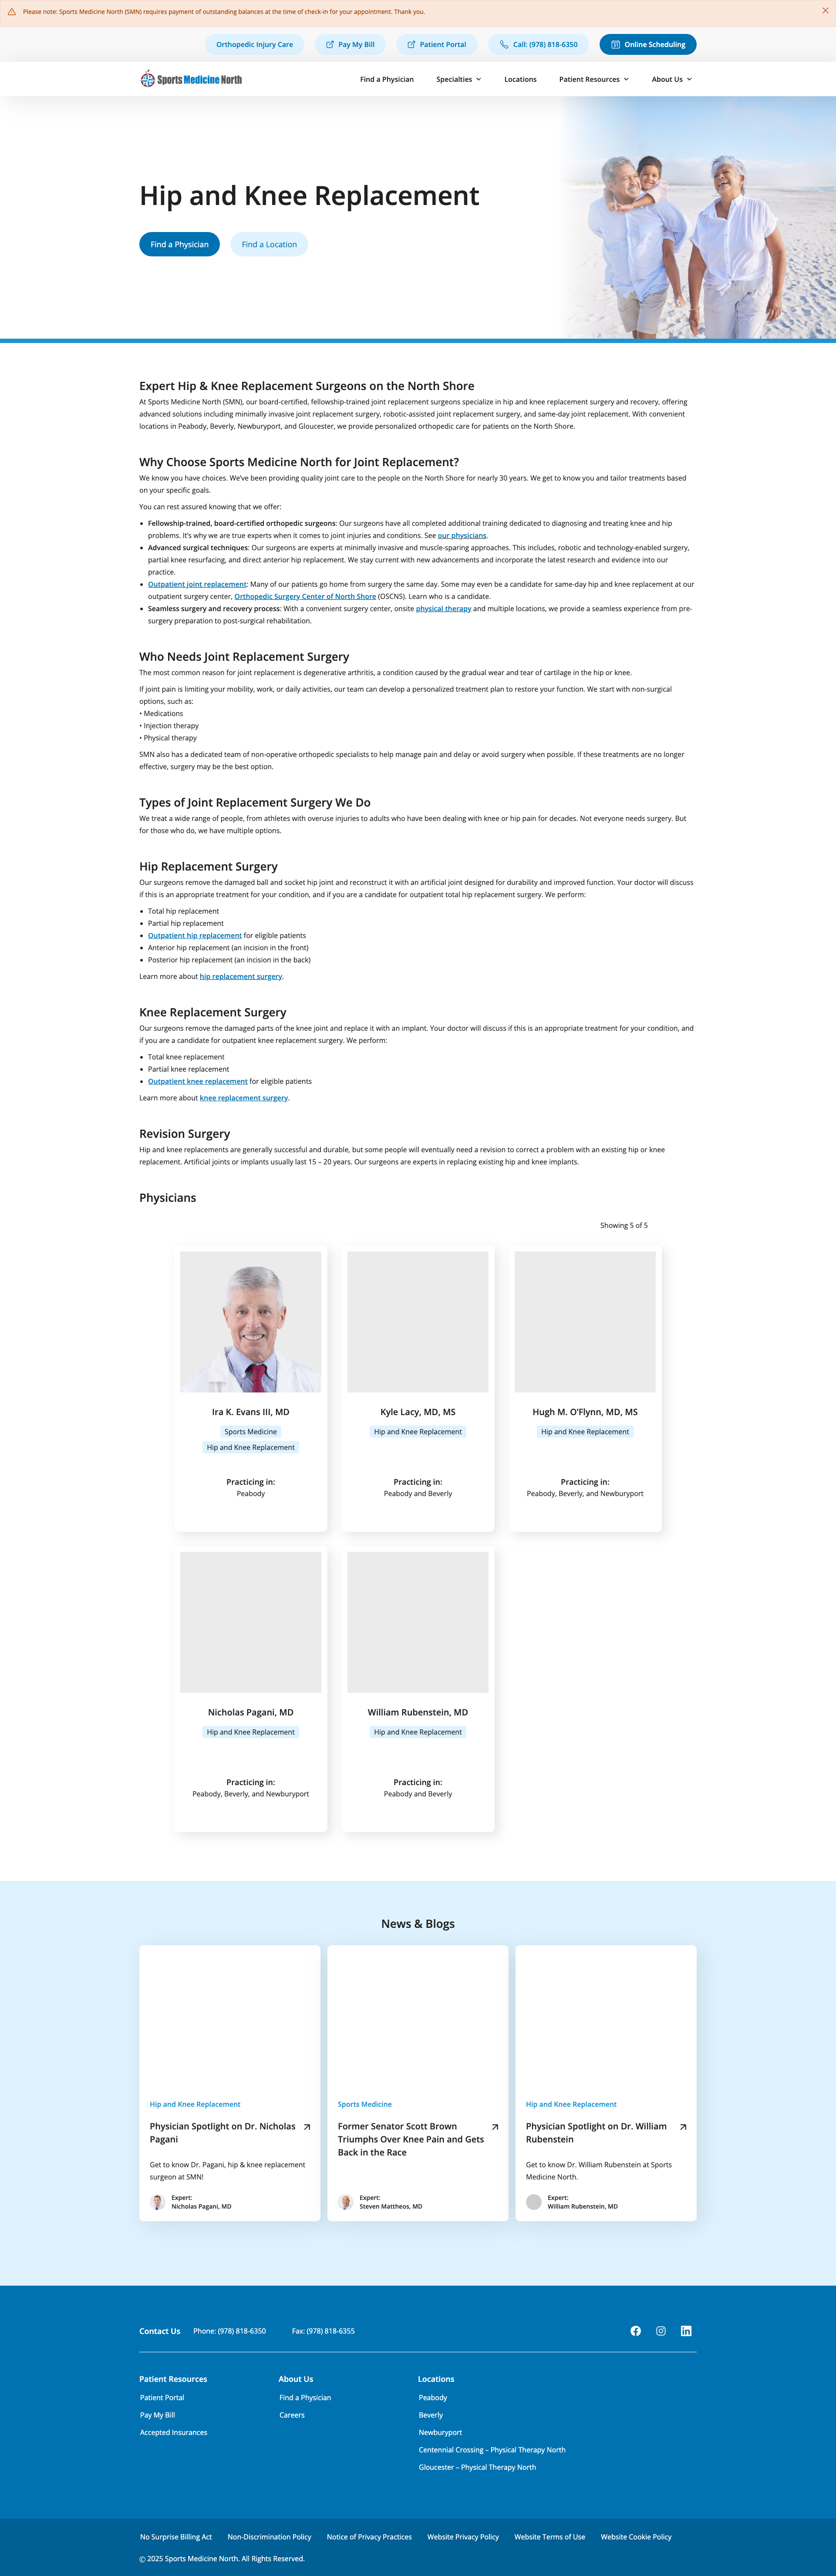 Please note: Sports Medicine North (SMN) requires payment of outstanding balances at the time of check-in for your appointment. Thank you.
Orthopedic Injury Care
Pay My Bill
Patient Portal
Call: (978) 818-6350
Online Scheduling
Sports Medicine North
Find a Physician
Specialties
Locations
Patient Resources
About Us
Hip and Knee Replacement
Find a Physician
Find a Location
Expert Hip & Knee Replacement Surgeons on the North Shore
At Sports Medicine North (SMN), our board-certified, fellowship-trained joint replacement surgeons specialize in hip and knee replacement surgery and recovery, offering
advanced solutions including minimally invasive joint replacement surgery, robotic-assisted joint replacement surgery, and same-day joint replacement. With convenient
locations in Peabody, Beverly, Newburyport, and Gloucester, we provide personalized orthopedic care for patients on the North Shore.
Why Choose Sports Medicine North for Joint Replacement?
We know you have choices. We've been providing quality joint care to the people on the North Shore for nearly 30 years. We get to know you and tailor treatments based
on your specific goals.
You can rest assured knowing that we offer:
• Fellowship-trained, board-certified orthopedic surgeons: Our surgeons have all completed additional training dedicated to diagnosing and treating knee and hip
problems. It's why we are true experts when it comes to joint injuries and conditions. See our physicians.
• Advanced surgical techniques: Our surgeons are experts at minimally invasive and muscle-sparing approaches. This includes, robotic and technology-enabled surgery,
partial knee resurfacing, and direct anterior hip replacement. We stay current with new advancements and incorporate the latest research and evidence into our
practice.
• Outpatient joint replacement: Many of our patients go home from surgery the same day. Some may even be a candidate for same-day hip and knee replacement at our
outpatient surgery center, Orthopedic Surgery Center of North Shore (OSCNS). Learn who is a candidate.
• Seamless surgery and recovery process: With a convenient surgery center, onsite physical therapy and multiple locations, we provide a seamless experience from pre-
surgery preparation to post-surgical rehabilitation.
Who Needs Joint Replacement Surgery
The most common reason for joint replacement is degenerative arthritis, a condition caused by the gradual wear and tear of cartilage in the hip or knee.
If joint pain is limiting your mobility, work, or daily activities, our team can develop a personalized treatment plan to restore your function. We start with non-surgical
options, such as:
• Medications
• Injection therapy
• Physical therapy
SMN also has a dedicated team of non-operative orthopedic specialists to help manage pain and delay or avoid surgery when possible. If these treatments are no longer
effective, surgery may be the best option.
Types of Joint Replacement Surgery We Do
We treat a wide range of people, from athletes with overuse injuries to adults who have been dealing with knee or hip pain for decades. Not everyone needs surgery. But
for those who do, we have multiple options.
Hip Replacement Surgery
Our surgeons remove the damaged ball and socket hip joint and reconstruct it with an artificial joint designed for durability and improved function. Your doctor will discuss
if this is an appropriate treatment for your condition, and if you are a candidate for outpatient total hip replacement surgery. We perform:
• Total hip replacement
• Partial hip replacement
• Outpatient hip replacement for eligible patients
• Anterior hip replacement (an incision in the front)
• Posterior hip replacement (an incision in the back)
Learn more about hip replacement surgery.
Knee Replacement Surgery
Our surgeons remove the damaged parts of the knee joint and replace it with an implant. Your doctor will discuss if this is an appropriate treatment for your condition, and
if you are a candidate for outpatient knee replacement surgery. We perform:
• Total knee replacement
• Partial knee replacement
• Outpatient knee replacement for eligible patients
Learn more about knee replacement surgery.
Revision Surgery
Hip and knee replacements are generally successful and durable, but some people will eventually need a revision to correct a problem with an existing hip or knee
replacement. Artificial joints or implants usually last 15 – 20 years. Our surgeons are experts in replacing existing hip and knee implants.
Physicians
Showing 5 of 5
Ira K. Evans III, MD
Sports Medicine
Hip and Knee Replacement
Practicing in:
Peabody
Kyle Lacy, MD, MS
Hip and Knee Replacement
Practicing in:
Peabody and Beverly
Hugh M. O'Flynn, MD, MS
Hip and Knee Replacement
Practicing in:
Peabody, Beverly, and Newburyport
Nicholas Pagani, MD
Hip and Knee Replacement
Practicing in:
Peabody, Beverly, and Newburyport
William Rubenstein, MD
Hip and Knee Replacement
Practicing in:
Peabody and Beverly
News & Blogs
Hip and Knee Replacement
Physician Spotlight on Dr. Nicholas
Pagani
Get to know Dr. Pagani, hip & knee replacement
surgeon at SMN!
Expert:
Nicholas Pagani, MD
Sports Medicine
Former Senator Scott Brown
Triumphs Over Knee Pain and Gets
Back in the Race
Expert:
Steven Mattheos, MD
Hip and Knee Replacement
Physician Spotlight on Dr. William
Rubenstein
Get to know Dr. William Rubenstein at Sports
Medicine North.
Expert:
William Rubenstein, MD
Contact Us
Phone: (978) 818-6350
Fax: (978) 818-6355
Patient Resources
Patient Portal
Pay My Bill
Accepted Insurances
About Us
Find a Physician
Careers
Locations
Peabody
Beverly
Newburyport
Centennial Crossing – Physical Therapy North
Gloucester – Physical Therapy North
No Surprise Billing Act
Non-Discrimination Policy
Notice of Privacy Practices
Website Privacy Policy
Website Terms of Use
Website Cookie Policy
© 2025 Sports Medicine North. All Rights Reserved.